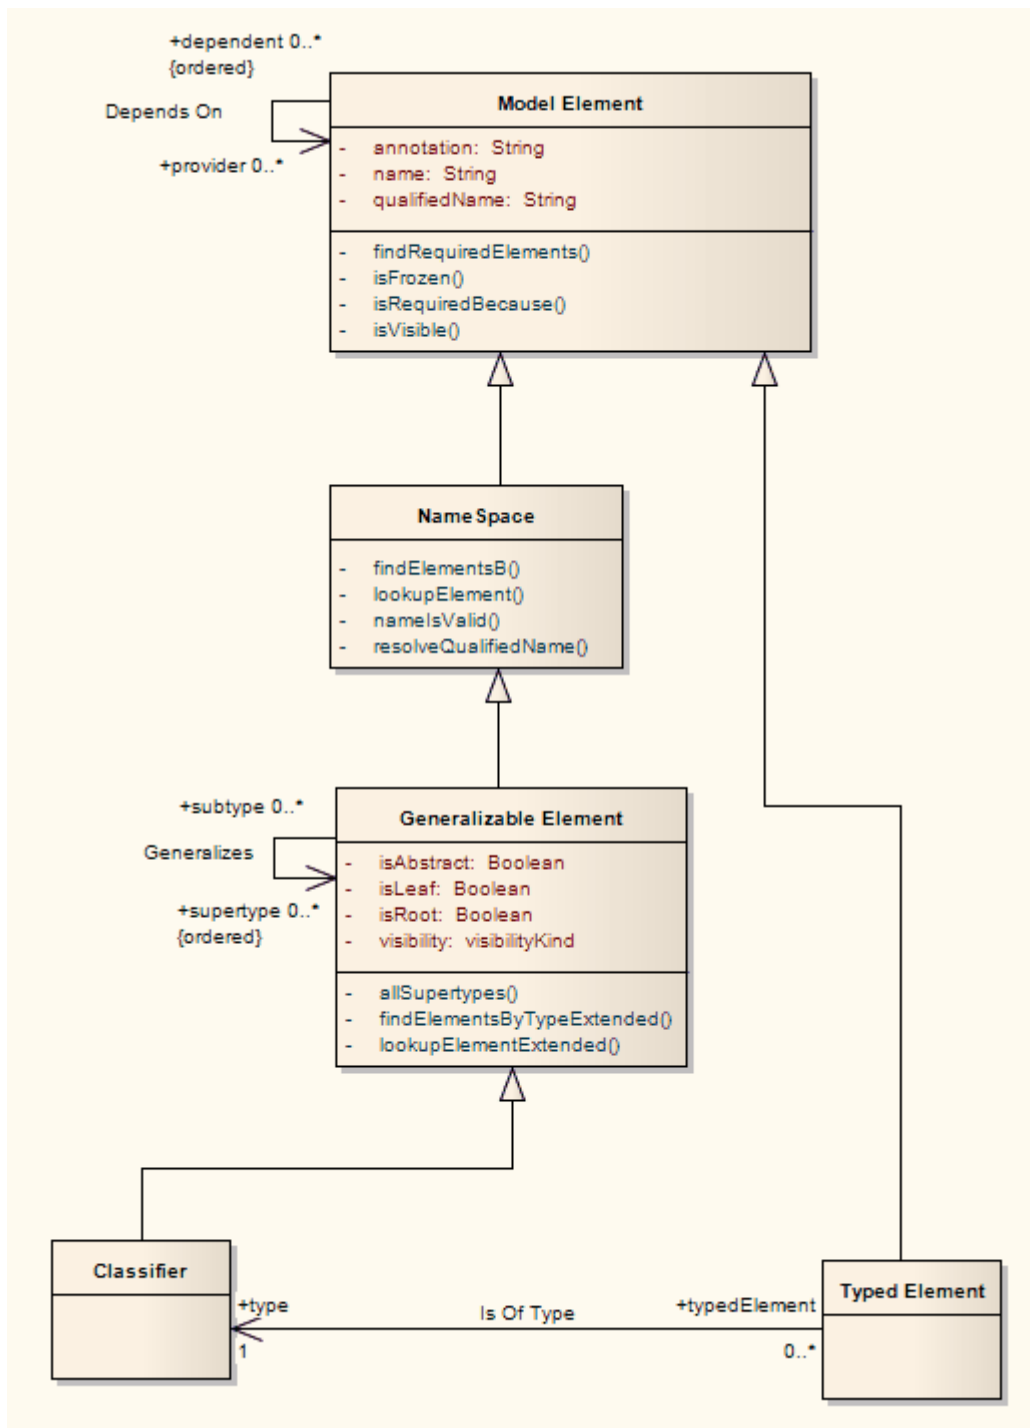 +dependent 0..*
{ordered}
Depends On
+provider 0..*
Model Element
- annotation: String
- name: String
- qualifiedName: String
- findRequiredElements()
- isFrozen()
- isRequiredBecause()
- isVisible()
NameSpace
- findElementsB()
- lookupElement()
- nameIsValid()
- resolveQualifiedName()
+subtype 0..*
Generalizes
+supertype 0..*
{ordered}
Generalizable Element
- isAbstract: Boolean
- isLeaf: Boolean
- isRoot: Boolean
- visibility: visibilityKind
- allSupertypes()
- findElementsByTypeExtended()
- lookupElementExtended()
Classifier
+type
1
Is Of Type
+typedElement
0..*
Typed Element